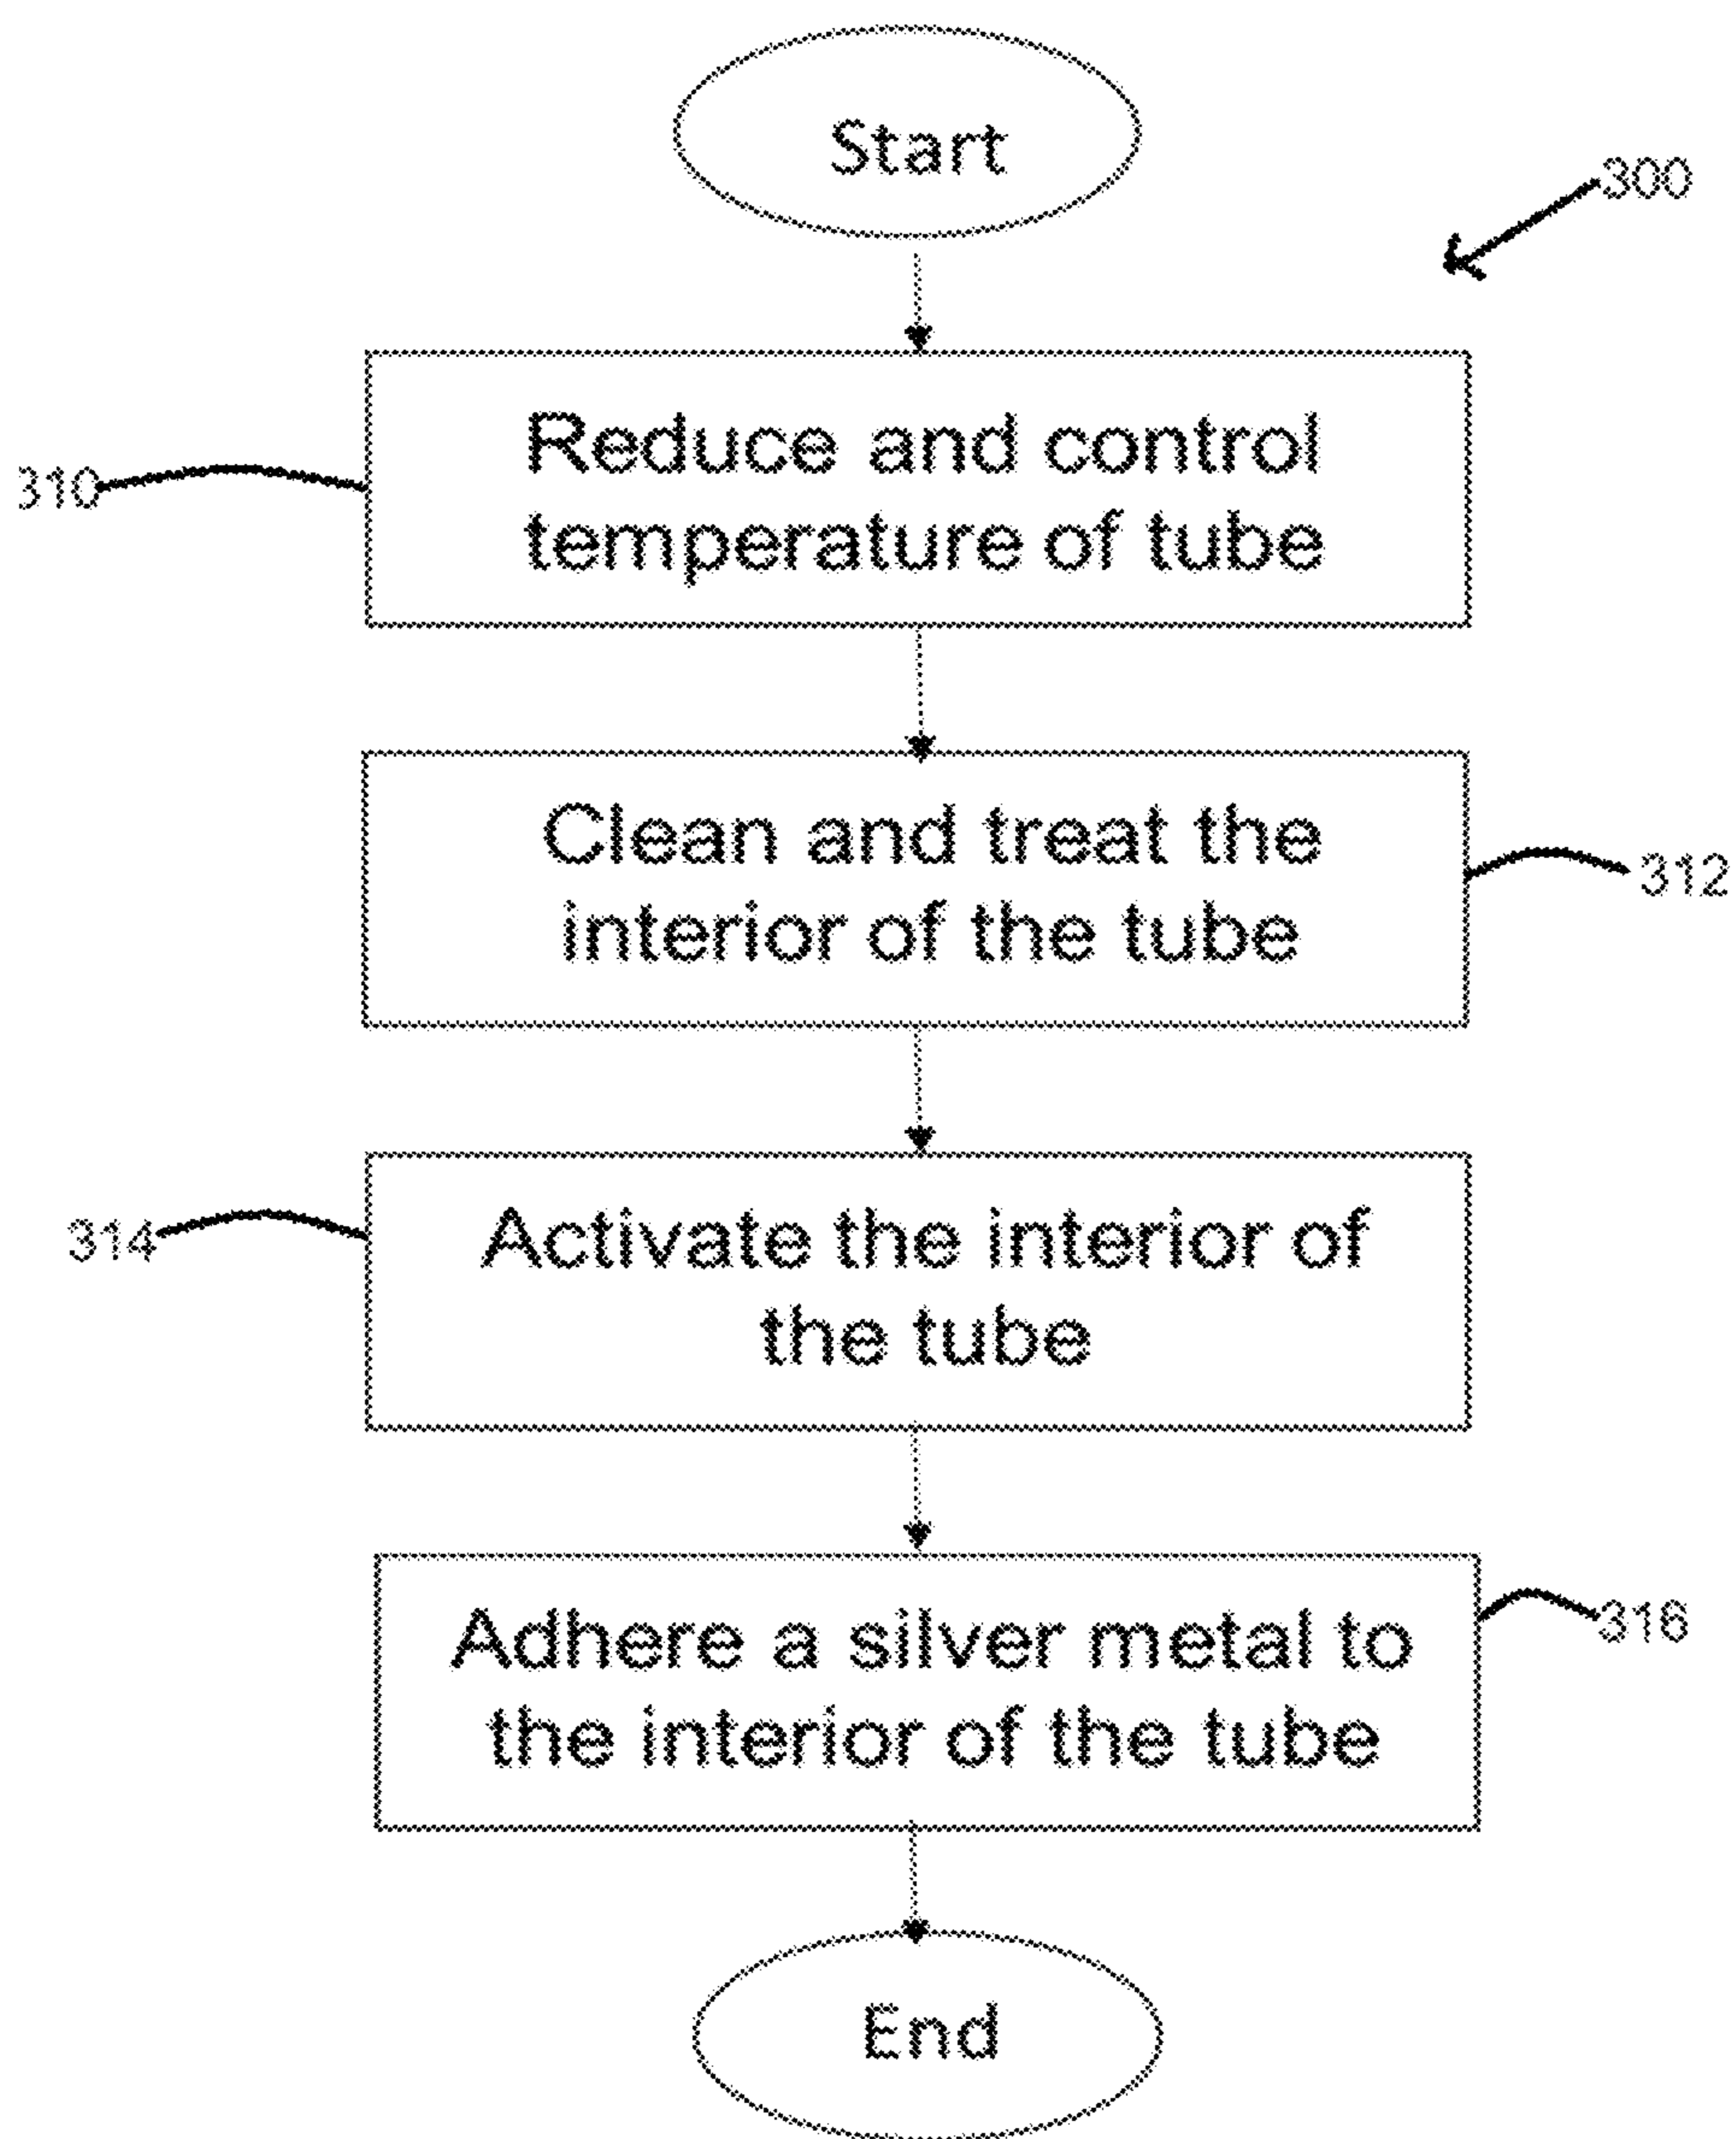 Start
300
Reduce and control
temperature of tube
310
Clean and treat the
interior of the tube
312
Activate the interior of
the tube
314
Adhere a silver metal to
the interior of the tube
316
End